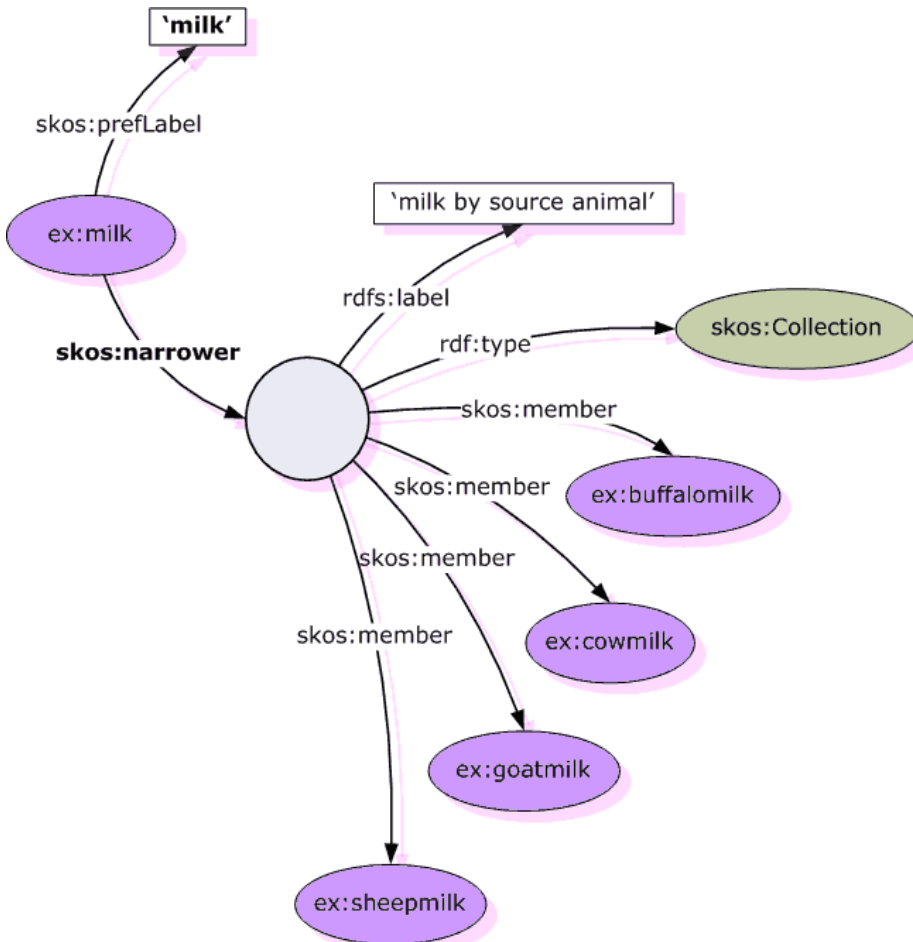 ‘milk’
skos:prefLabel
ex:milk
‘milk by source animal’
rdfs:label
skos:Collection
rdf:type
skos:narrower
skos:member
skos:member
ex:buffalomilk
skos:member
skos:member
ex:cowmilk
ex:goatmilk
ex:sheepmilk